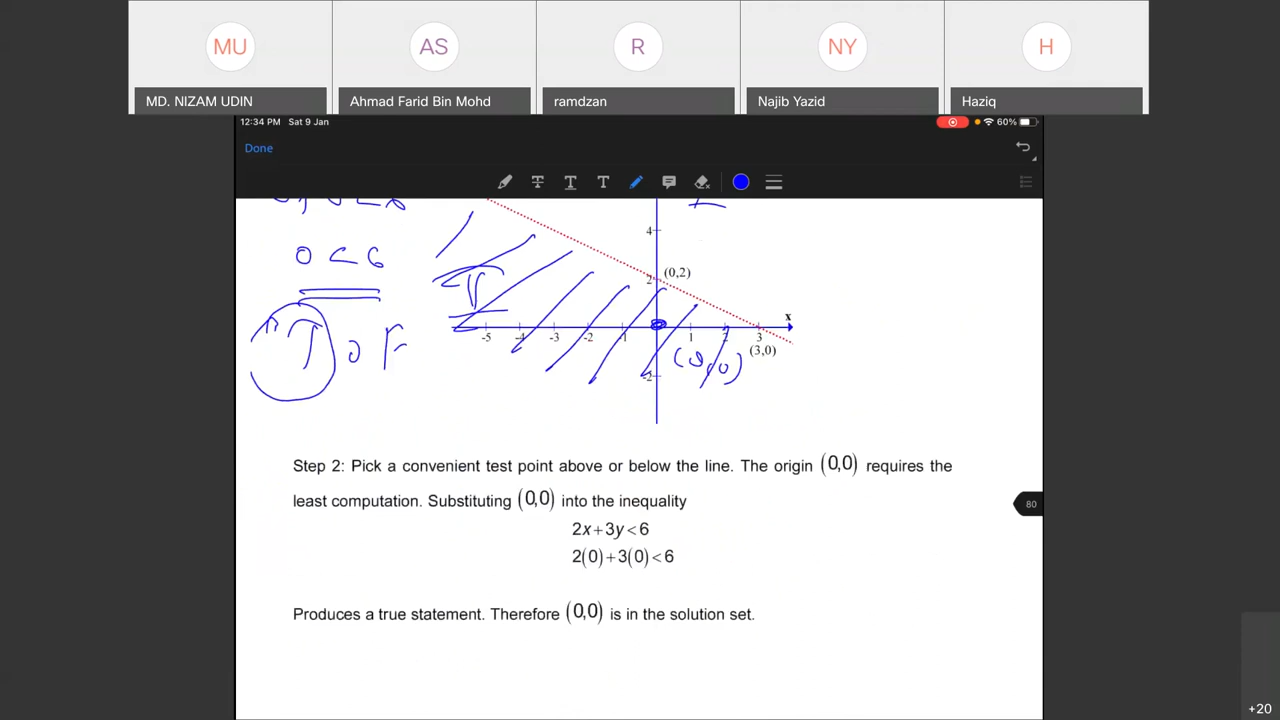 MU AS R NY H
MD. NIZAM UDIN Ahmad Farid Bin Mohd ramdzan Najib Yazid Haziq
12:34 PM Sat 9 Jan 60%
Done
T T T
4
0 < 6
(0,2)
T
2
x
-5 -4 -3 -2 -1 1 2 3
T or F
(0,0)
(3,0)
-2
Step 2: Pick a convenient test point above or below the line. The origin (0,0) requires the
least computation. Substituting (0,0) into the inequality
80
2x+3y<6
2(0)+3(0)<6
Produces a true statement. Therefore (0,0) is in the solution set.
+20